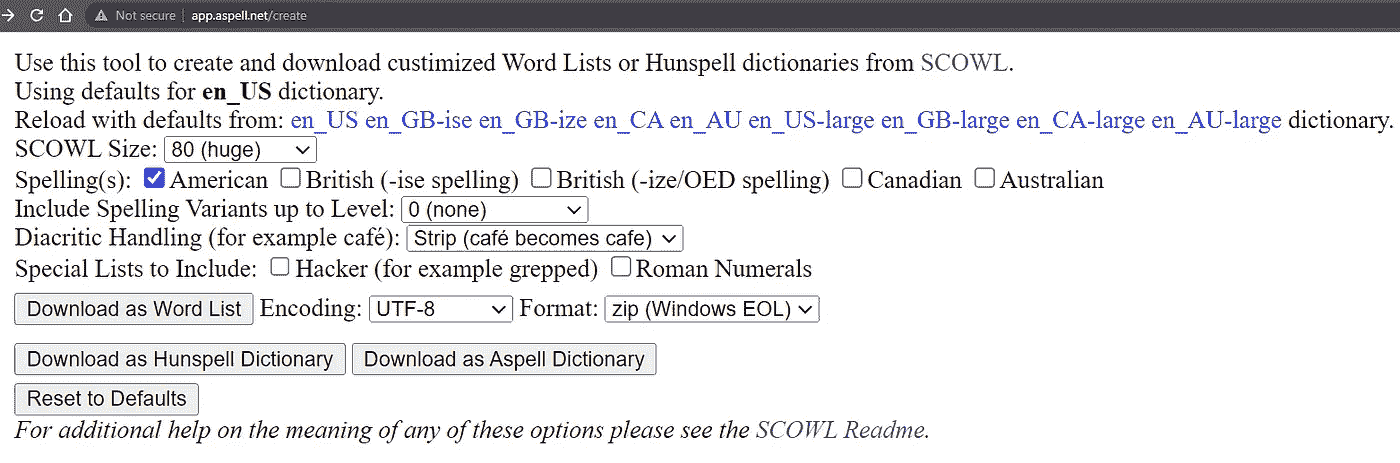 Not secure app.aspell.net/create
Use this tool to create and download custimized Word Lists or Hunspell dictionaries from SCOWL.
Using defaults for en_US dictionary.
Reload with defaults from: en_US en_GB-ise en_GB-ize en_CA en_AU en_US-large en_GB-large en_CA-large en_AU-large dictionary.
SCOWL Size: 80 (huge)
Spelling(s): American British (-ise spelling) British (-ize/OED spelling) Canadian Australian
Include Spelling Variants up to Level: 0 (none)
Diacritic Handling (for example café): Strip (café becomes cafe)
Special Lists to Include: Hacker (for example grepped) Roman Numerals
Download as Word List Encoding: UTF-8 Format: zip (Windows EOL)
Download as Hunspell Dictionary Download as Aspell Dictionary
Reset to Defaults
For additional help on the meaning of any of these options please see the SCOWL Readme.